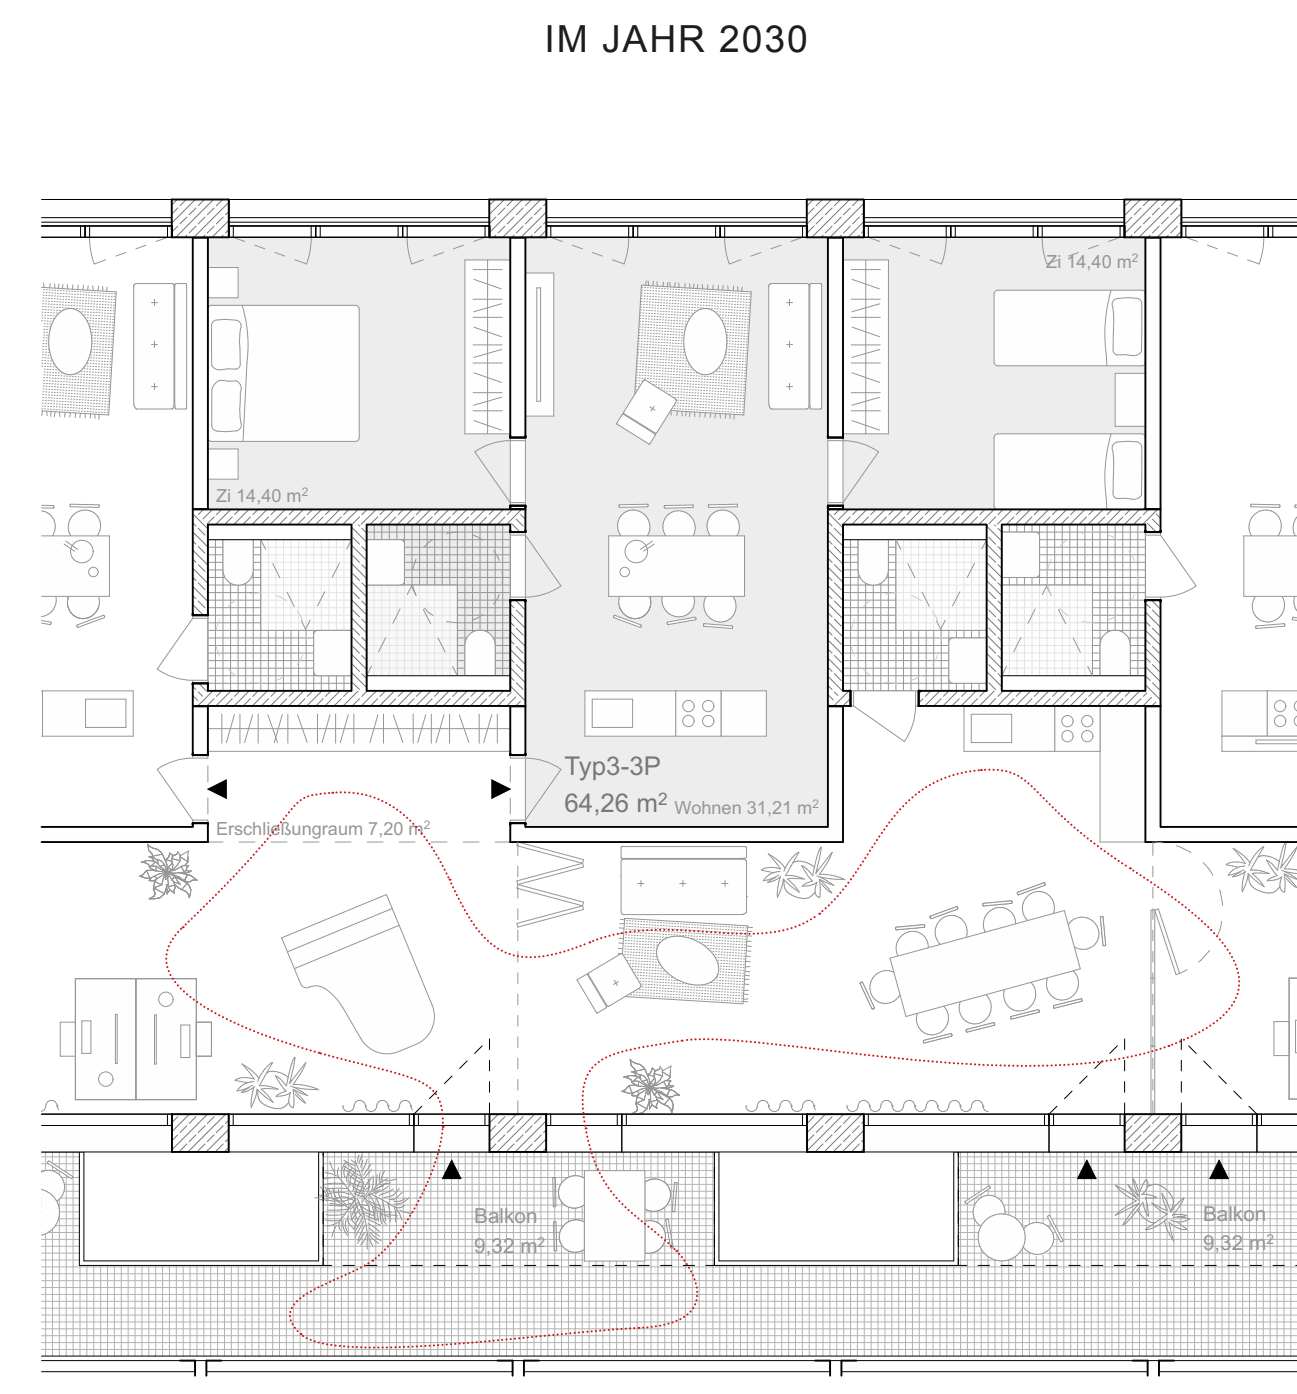 IM JAHR 2030
Zi 14,40 m²
Zi 14,40 m²
Typ3-3P
64,26 m² Wohnen 31,21 m²
Erschließungraum 7,20 m²
Balkon
9,32 m²
Balkon
9,32 m²